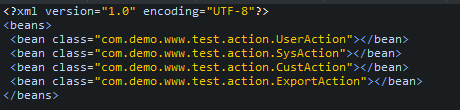 <?xml version="1.0" encoding="UTF-8"?>
<beans>
<bean class="com.demo.www.test.action.UserAction"></bean>
<bean class="com.demo.www.test.action.SysAction"></bean>
<bean class="com.demo.www.test.action.CustAction"></bean>
<bean class="com.demo.www.test.action.ExportAction"></bean>
</beans>